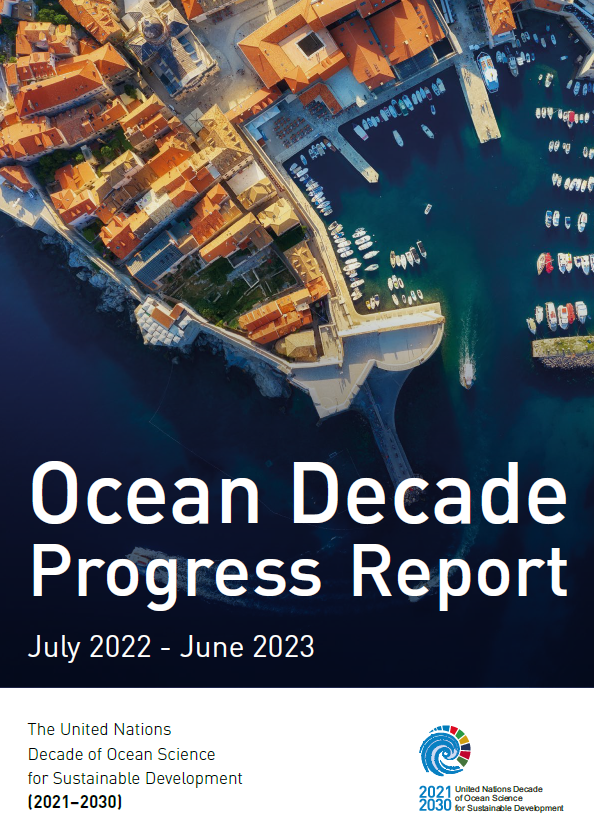 Ocean Decade
Progress Report
July 2022 - June 2023
The United Nations
Decade of Ocean Science
for Sustainable Development
(2021–2030)
2021
2030
United Nations Decade
of Ocean Science
for Sustainable Development